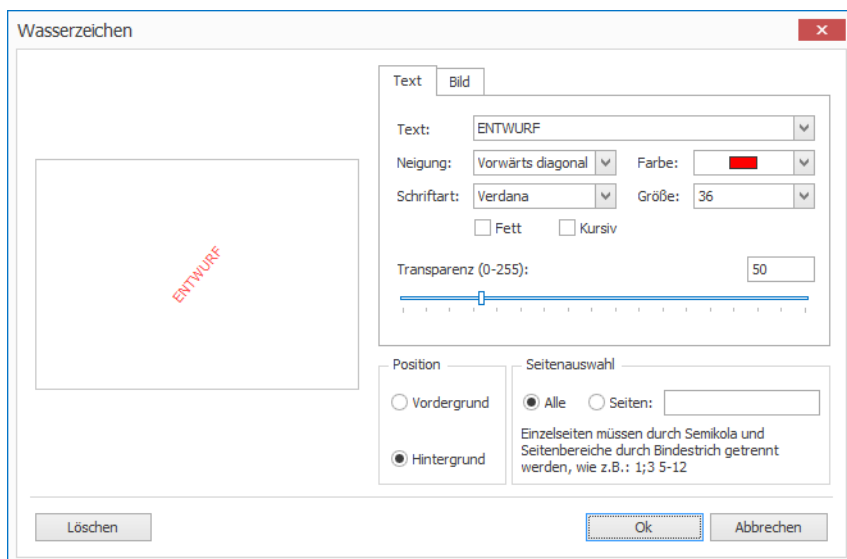 Wasserzeichen
Text Bild
Text: ENTWURF
Neigung: Vorwärts diagonal Farbe:
Schriftart: Verdana Größe: 36
Fett Kursiv
ENTWURF
Transparenz (0-255): 50
Position
Vordergrund
Hintergrund
Seitenauswahl
Alle Seiten:
Einzelseiten müssen durch Semikola und
Seitenbereiche durch Bindestrich getrennt
werden, wie z.B.: 1;3 5-12
Löschen Ok Abbrechen